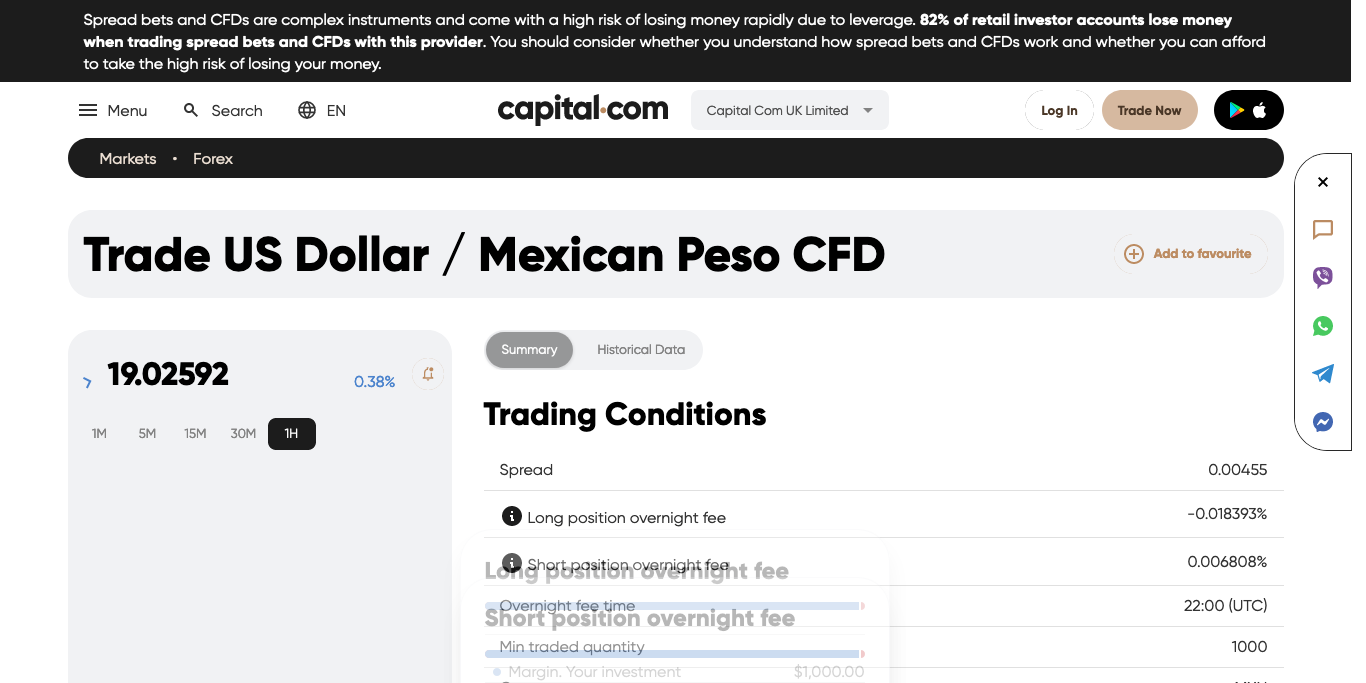 Spread bets and CFDs are complex instruments and come with a high risk of losing money rapidly due to leverage. 82% of retail investor accounts lose money
when trading spread bets and CFDs with this provider. You should consider whether you understand how spread bets and CFDs work and whether you can afford
to take the high risk of losing your money.
Menu Search EN capital.com Capital Com UK Limited Log In Trade Now
Markets • Forex
Trade US Dollar / Mexican Peso CFD Add to favourite
19.02592 0.38%
1M 5M 15M 30M 1H
Summary Historical Data
Trading Conditions
Spread 0.00455
Long position overnight fee -0.018393%
Short position overnight fee 0.006808%
Long position overnight fee
Overnight fee time 22:00 (UTC)
Short position overnight fee
Min traded quantity 1000
Margin. Your investment $1,000.00